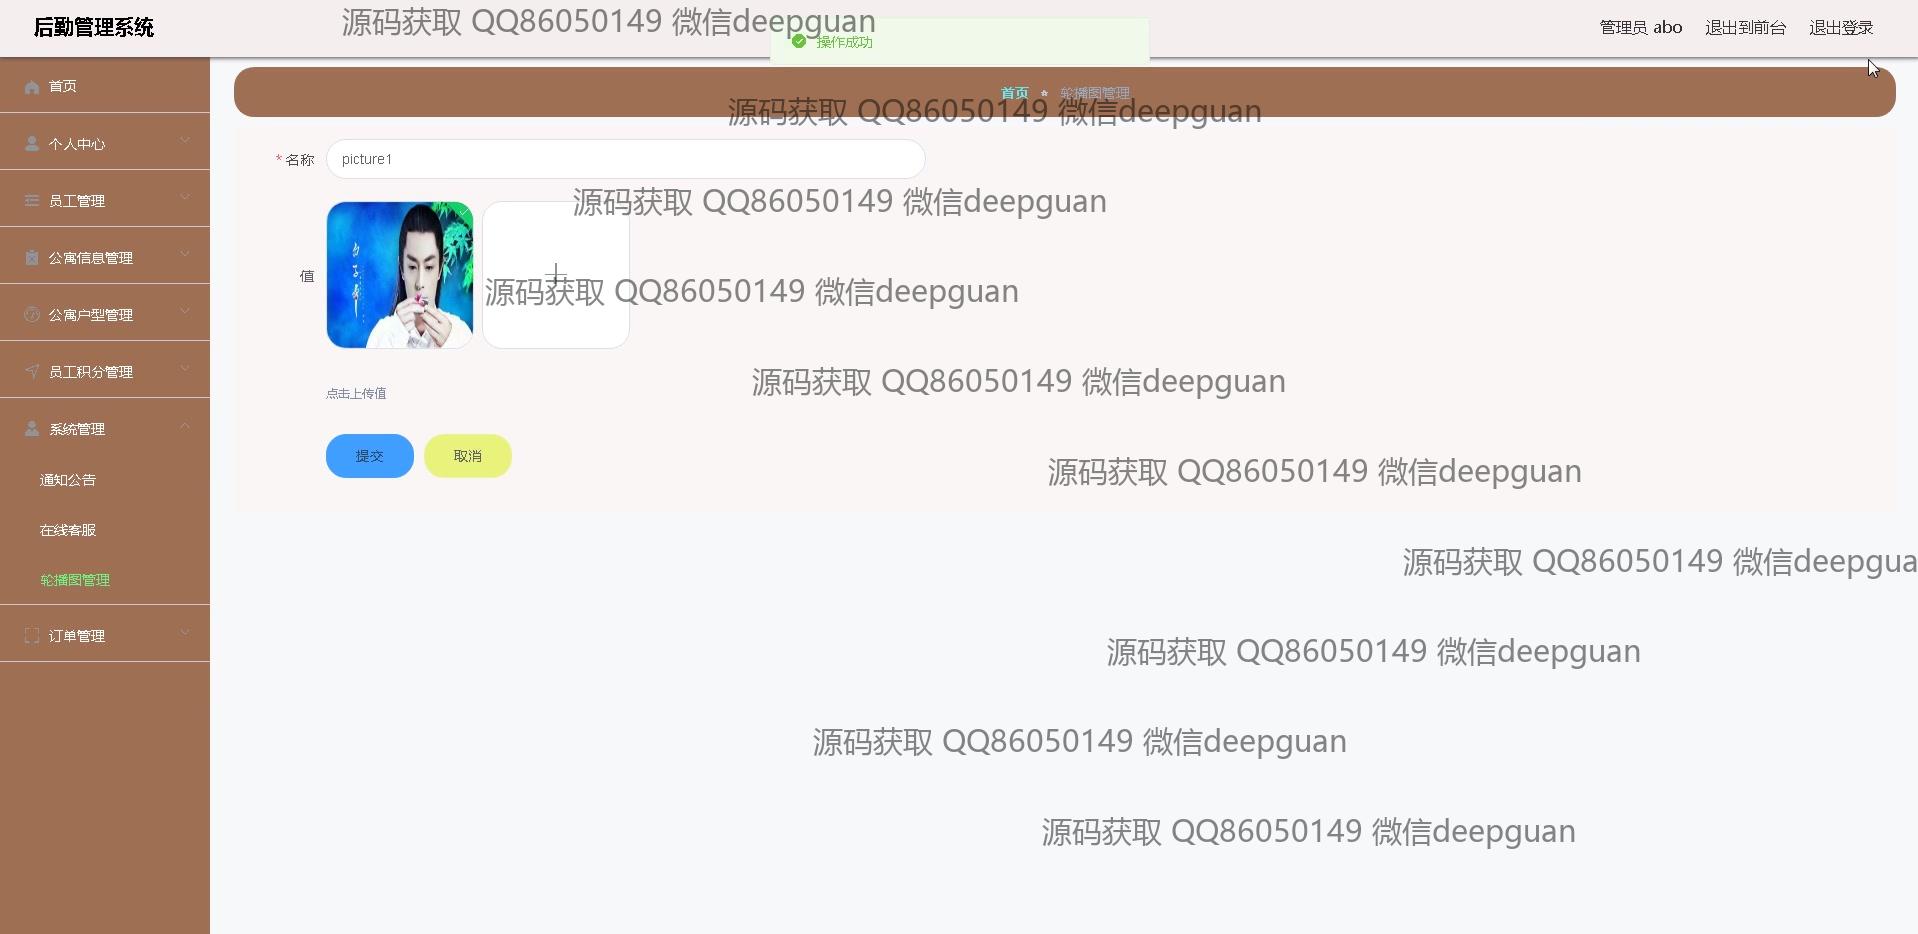 后勤管理系统
源码获取 QQ86050149 微信deepguan
操作成功
管理员 abo
退出到前台
退出登录
首页
首页
轮播图管理
源码获取 QQ86050149 微信deepguan
个人中心
* 名称
picture1
员工管理
源码获取 QQ86050149 微信deepguan
公寓信息管理
值
源码获取 QQ86050149 微信deepguan
公寓户型管理
员工积分管理
源码获取 QQ86050149 微信deepguan
点击上传值
系统管理
提交
取消
通知公告
源码获取 QQ86050149 微信deepguan
在线客服
轮播图管理
源码获取 QQ86050149 微信deepgua
订单管理
源码获取 QQ86050149 微信deepguan
源码获取 QQ86050149 微信deepguan
源码获取 QQ86050149 微信deepguan